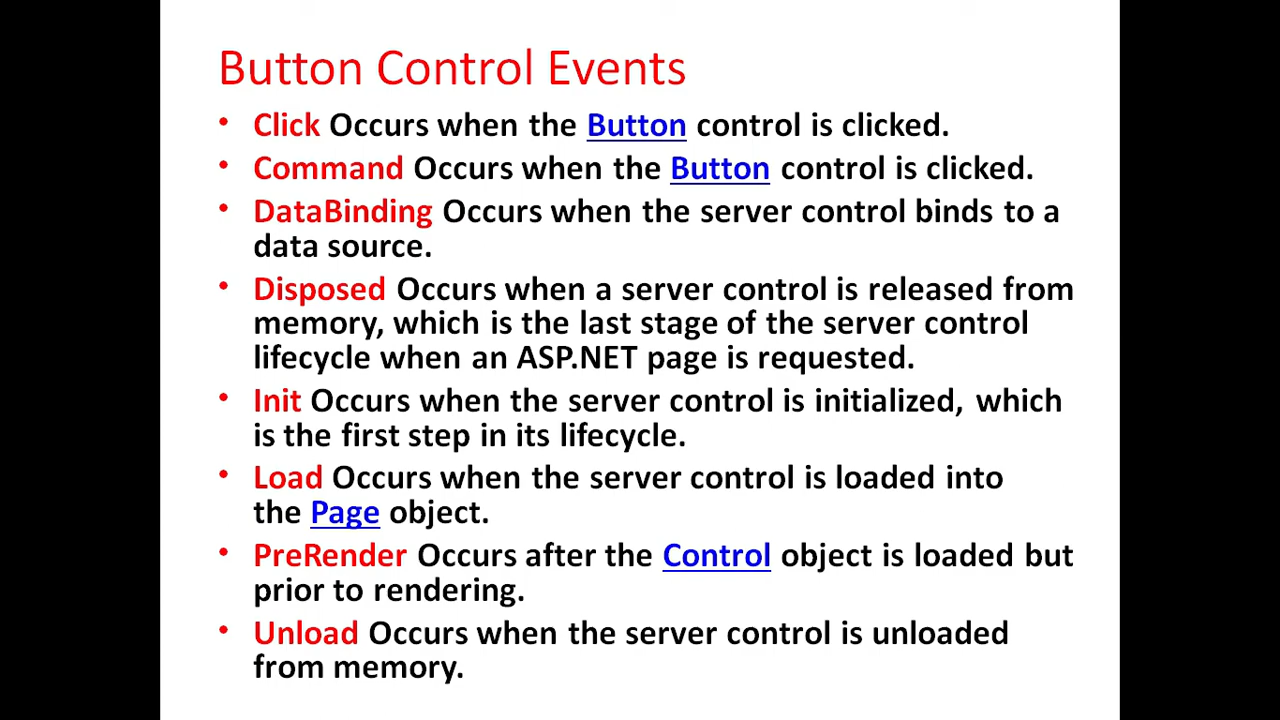 Button Control Events
• Click Occurs when the Button control is clicked.
• Command Occurs when the Button control is clicked.
• DataBinding Occurs when the server control binds to a
data source.
• Disposed Occurs when a server control is released from
memory, which is the last stage of the server control
lifecycle when an ASP.NET page is requested.
• Init Occurs when the server control is initialized, which
is the first step in its lifecycle.
• Load Occurs when the server control is loaded into
the Page object.
• PreRender Occurs after the Control object is loaded but
prior to rendering.
• Unload Occurs when the server control is unloaded
from memory.